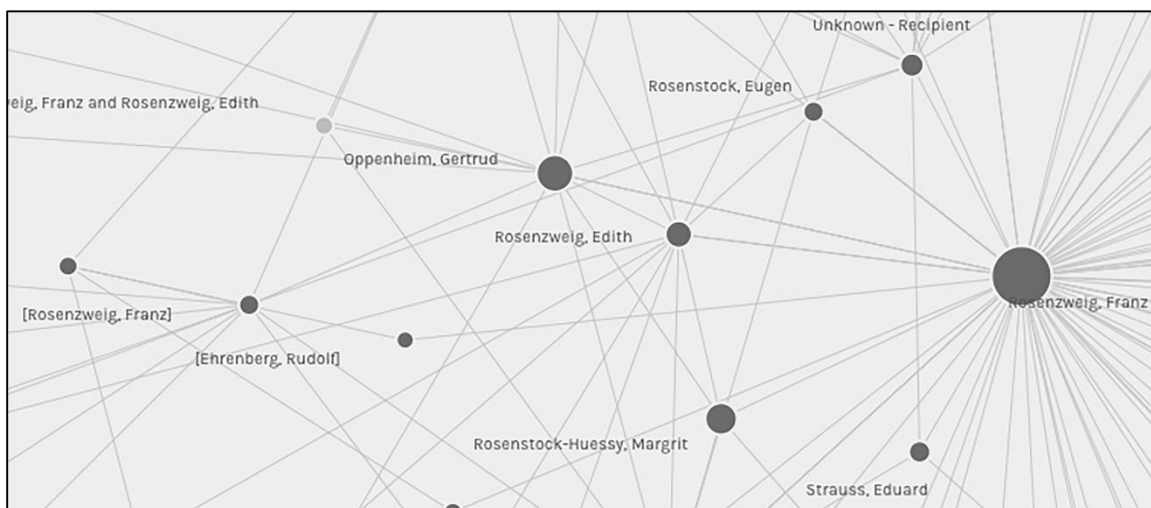 Unknown - Recipient
Rosenstock, Eugen
eig, Franz and Rosenzweig, Edith
Oppenheim, Gertrud
Rosenzweig, Edith
Rosenzweig, Franz
[Rosenzweig, Franz]
[Ehrenberg, Rudolf]
Rosenstock-Huessy, Margrit
Strauss, Eduard